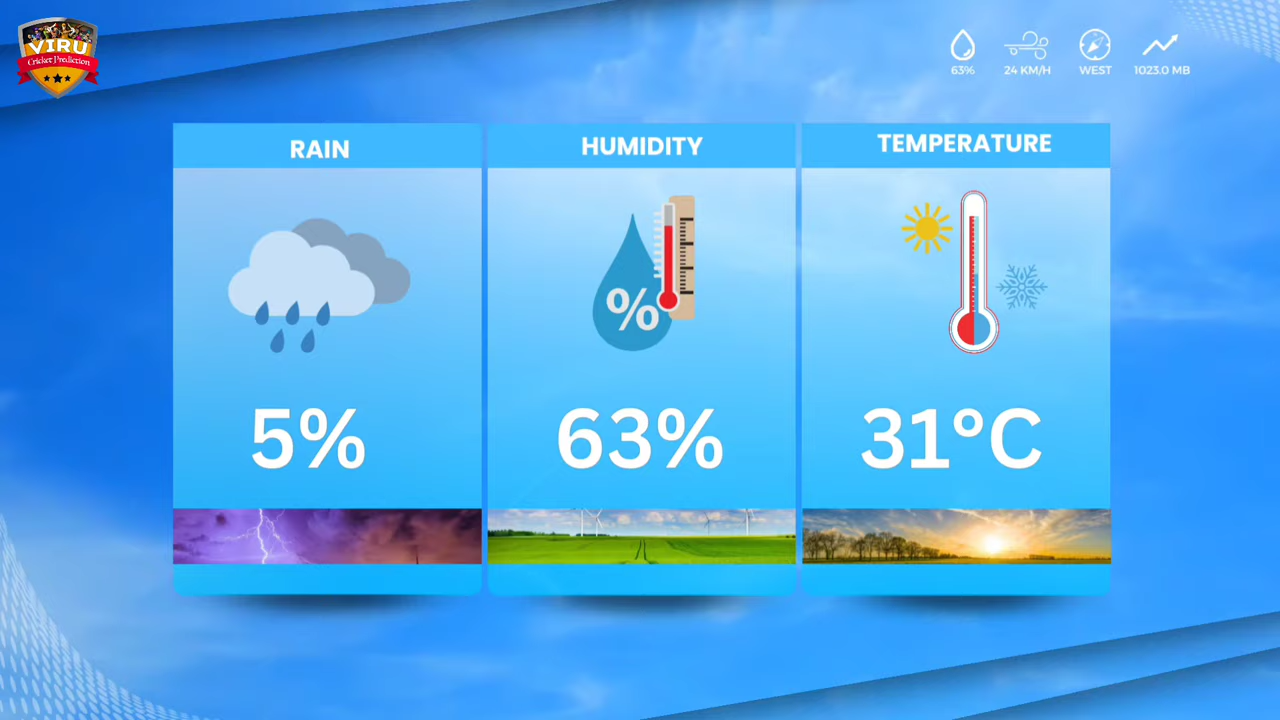 VIRU
Cricket Prediction
63%
24 KM/H
WEST
1023.0 MB
RAIN
HUMIDITY
TEMPERATURE
%
5%
63%
31°C